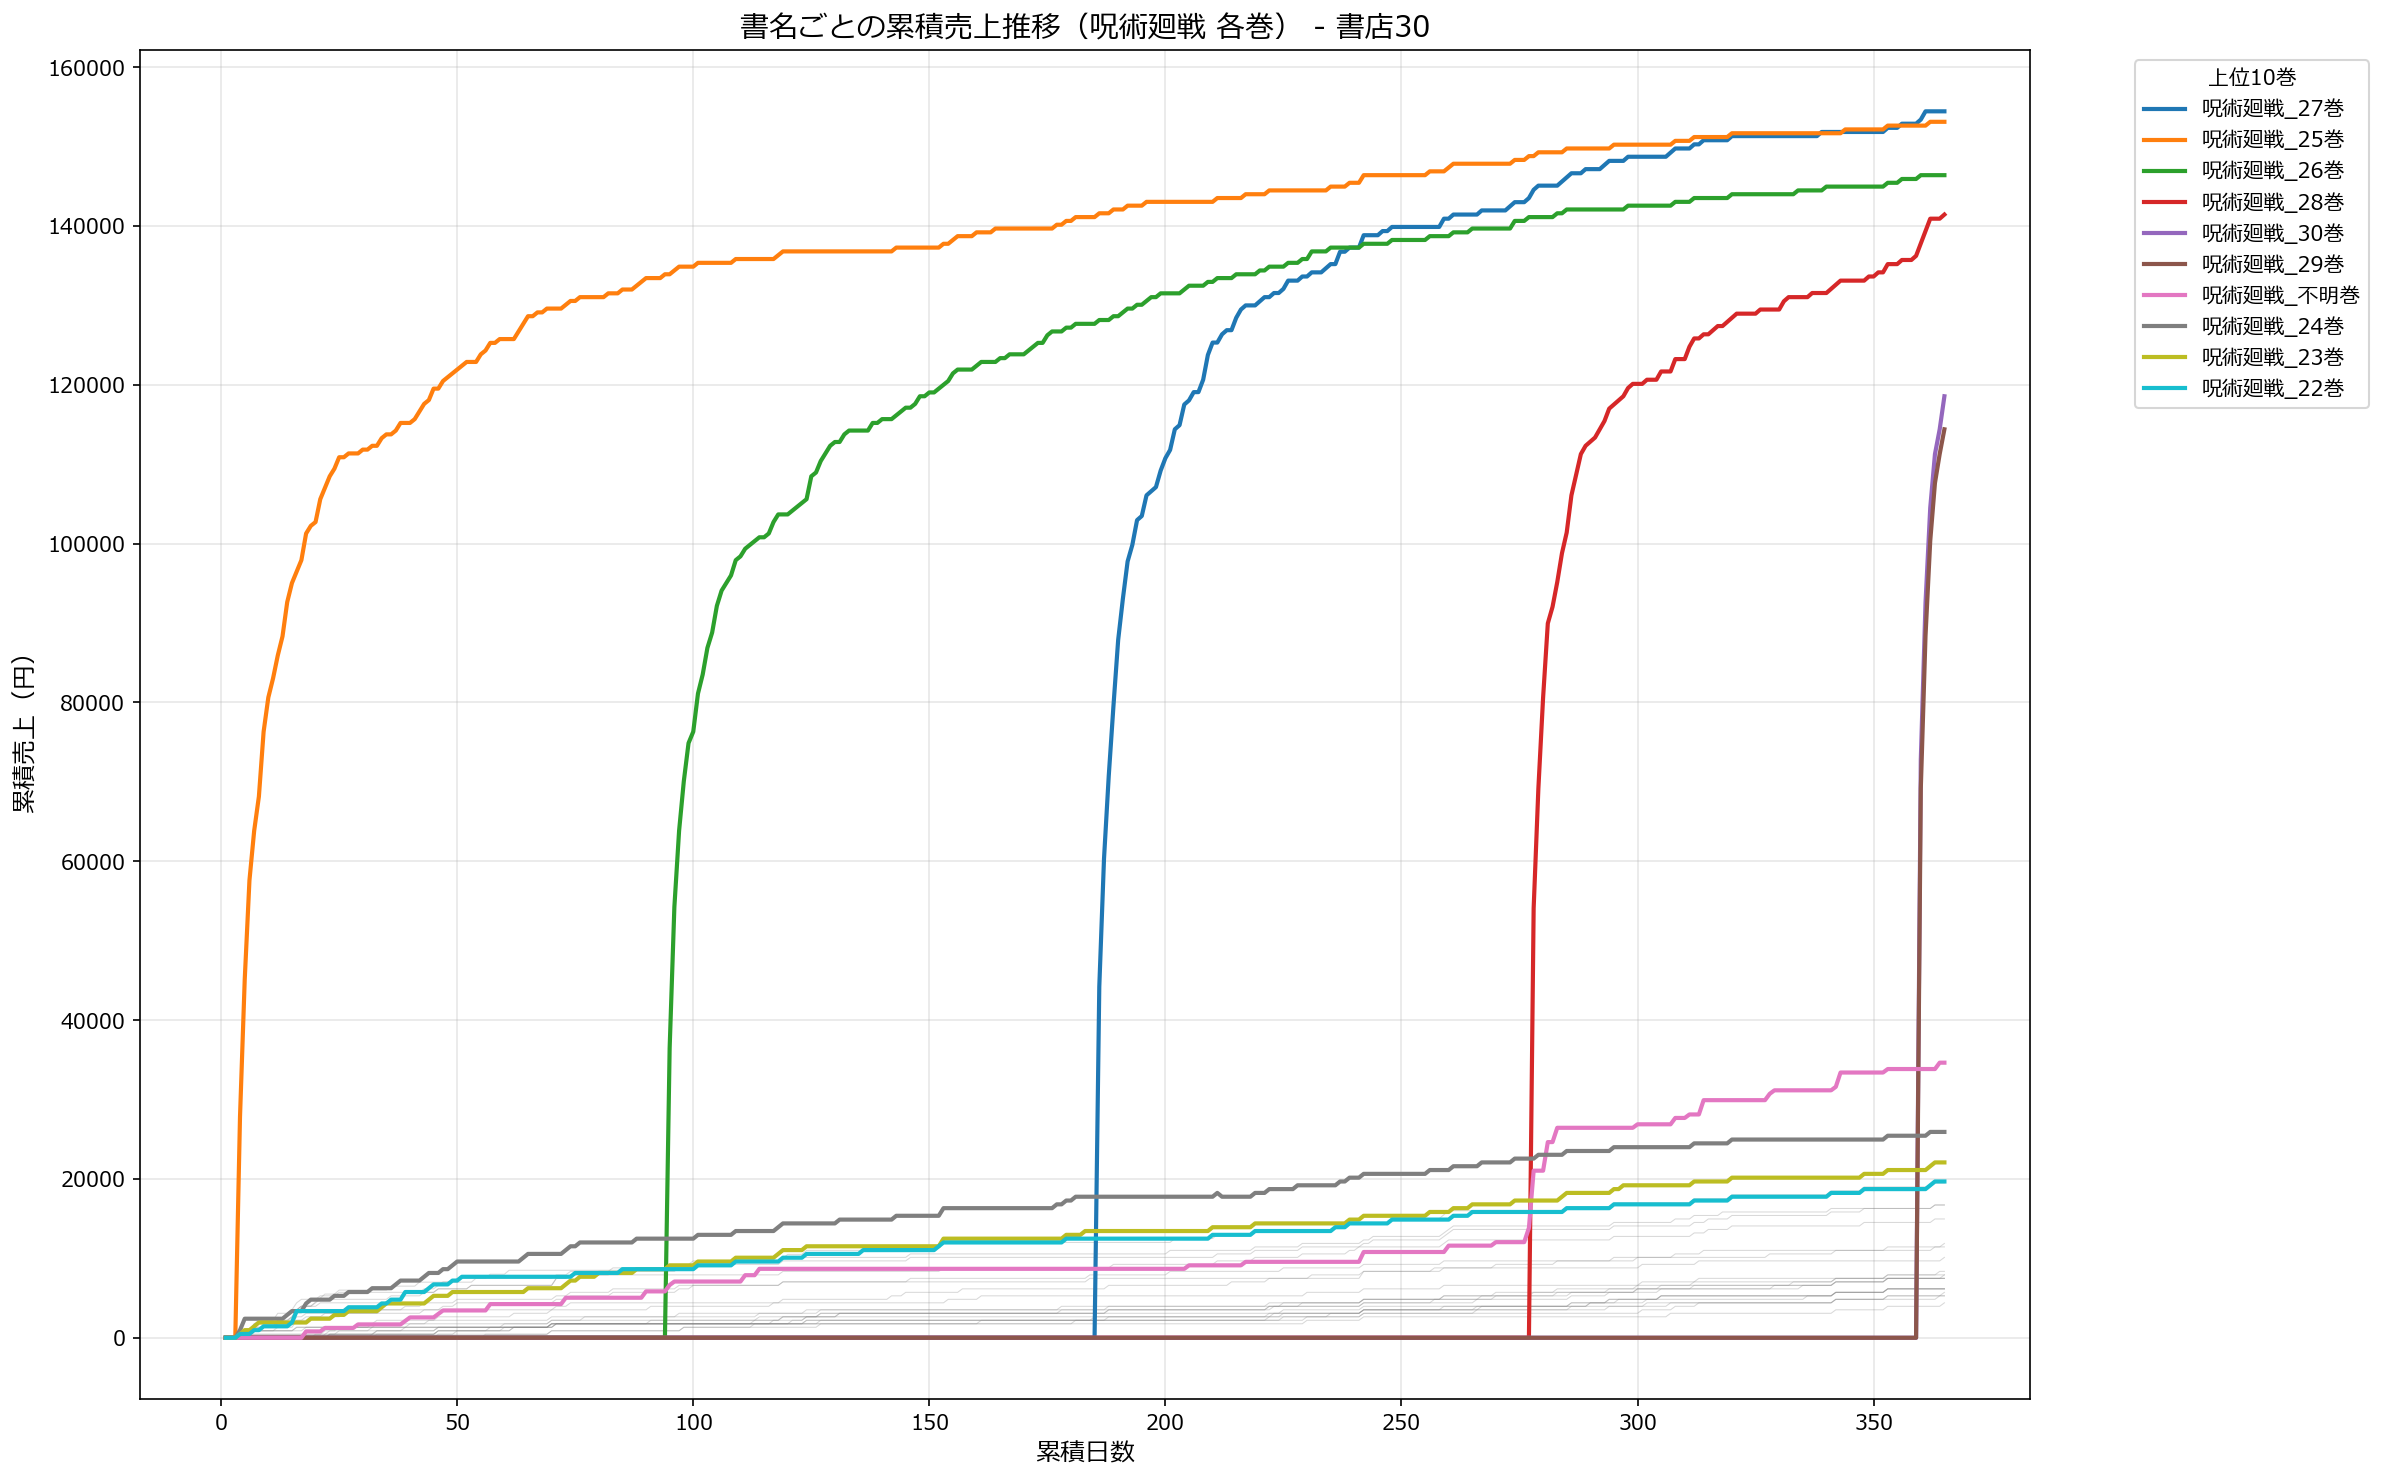 書名ごとの累積売上推移（呪術廻戦 各巻） - 書店30
累積売上（円）
160000
140000
120000
100000
80000
60000
40000
20000
0
0 50 100 150 200 250 300 350
累積日数
上位10巻
呪術廻戦_27巻
呪術廻戦_25巻
呪術廻戦_26巻
呪術廻戦_28巻
呪術廻戦_30巻
呪術廻戦_29巻
呪術廻戦_不明巻
呪術廻戦_24巻
呪術廻戦_23巻
呪術廻戦_22巻